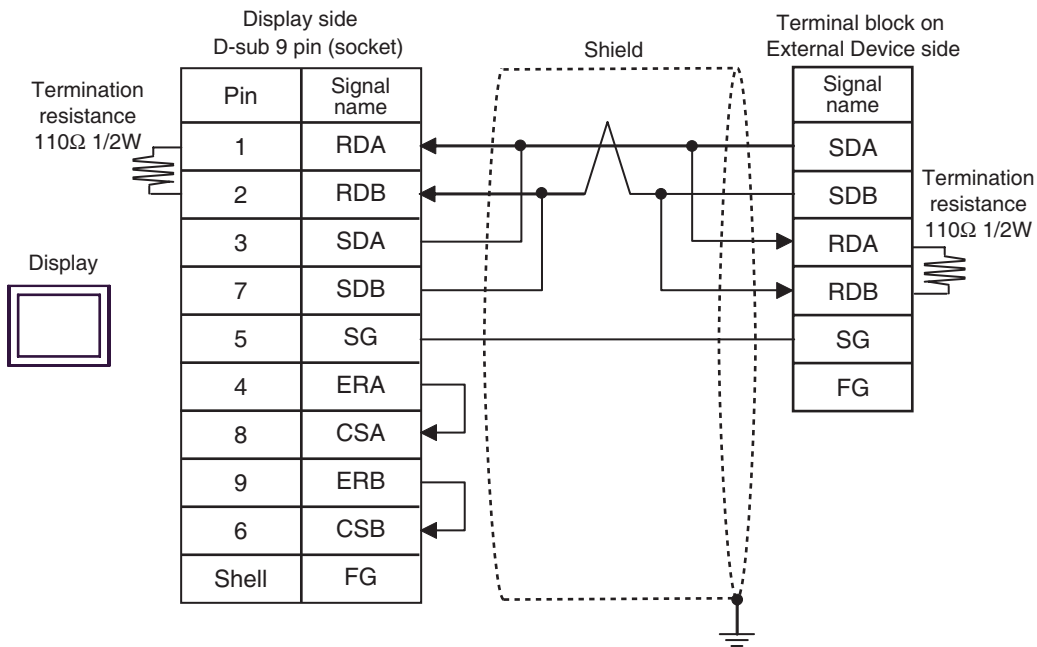 Display side
D-sub 9 pin (socket)
Terminal block on
External Device side
Shield
Termination
resistance
110Ω 1/2W
Pin Signal name
1 RDA
2 RDB
3 SDA
7 SDB
5 SG
4 ERA
8 CSA
9 ERB
6 CSB
Shell FG
Display
Signal
name
SDA
SDB
RDA
RDB
SG
FG
Termination
resistance
110Ω 1/2W